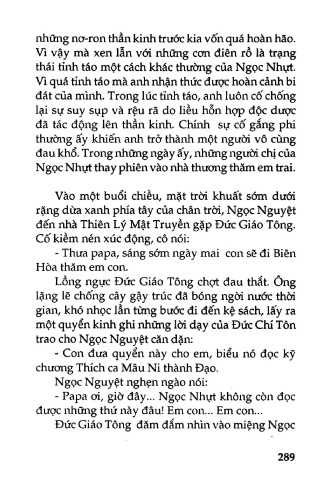 những nơ-ron thần kinh trước kia vốn quá hoàn hão.
Vì vậy mà xen lẫn với những cơn điên rồ là trạng
thái tỉnh táo một cách khác thường của Ngọc Nhựt.
Vì quá tỉnh táo mà anh nhận thức được hoàn cảnh bi
đát của mình. Trong lúc tỉnh táo, anh luôn cố chống
lại sự suy sụp và rệu rã do liều hỗn hợp độc dược
đã tác động lên thần kinh. Chính sự cố gắng phi
thường ấy khiến anh trở thành một người vô cùng
đau khổ. Trong những ngày ấy, những người chị của
Ngọc Nhựt thay phiên vào nhà thương thăm em trai.
Vào một buổi chiều, mặt trời khuất sớm dưới
rặng dừa xanh phía tây của chân trời, Ngọc Nguyệt
đến nhà Thiên Lý Mật Truyền gặp Đức Giáo Tông.
Cố kiềm nén xúc động, cô nói:
- Thưa papa, sáng sớm ngày mai con sẽ đi Biên
Hòa thăm em con.
Lồng ngực Đức Giáo Tông chợt đau thắt. Ông
lặng lẽ chống cây gậy trúc đã bóng ngời nước thời
gian, khó nhọc lần từng bước đi đến kệ sách, lấy ra
một quyển kinh ghi những lời dạy của Đức Chí Tôn
trao cho Ngọc Nguyệt căn dặn:
- Con đưa quyển này cho em, biểu nó đọc kỹ
chương Thích ca Mâu Ni thành Đạo.
Ngọc Nguyệt nghẹn ngào nói:
- Papa ơi, giờ đây... Ngọc Nhựt không còn đọc
được những thứ này đâu! Em con... Em con...
Đức Giáo Tông đăm đắm nhìn vào miệng Ngọc
289